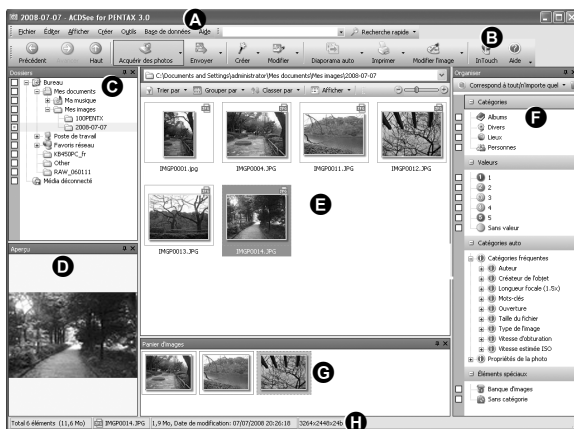 2008-07-07 - ACDSee for PENTAX 3.0
A
Fichier Éditer Afficher Créer Outils Base de données Aide
Recherche rapide
B
Précédent Avancer Haut Acquérir des photos Envoyer Créer Modifier Diaporama auto Imprimer Modifier l'image InTouch Aide
Dossiers
C
Bureau
Mes documents
Ma musique
Mes images
100PENTX
2008-07-07
Poste de travail
Favoris réseau
KB450PC_fr
Other
RAW_060111
Média déconnecté
Aperçu
D
C:\Documents and Settings\administrator\Mes documents\Mes images\2008-07-07
Trier par Grouper par Classer par Afficher
IMGP0001.jpg IMGP0004.JPG IMGP0011.JPG IMGP0012.JPG
E
IMGP0013.JPG IMGP0014.JPG
Panier d'images
G
Organiser
Correspond à tout/n'importe quel
Catégories
F
Albums
Divers
Lieux
Personnes
Valeurs
1
2
3
4
5
Sans valeur
Catégories auto
Catégories fréquentes
Auteur
Créateur de l'objet
Longueur focale (1.5x)
Mots-clés
Ouverture
Taille du fichier
Type de l'image
Vitesse d'obturation
Vitesse estimée ISO
Propriétés de la photo
Éléments spéciaux
Banque d'images
Sans catégorie
Total 6 éléments (11,6 Mo) IMGP0014.JPG 1,9 Mo, Date de modification: 07/07/2008 20:26:18 3264x2448x24b
H